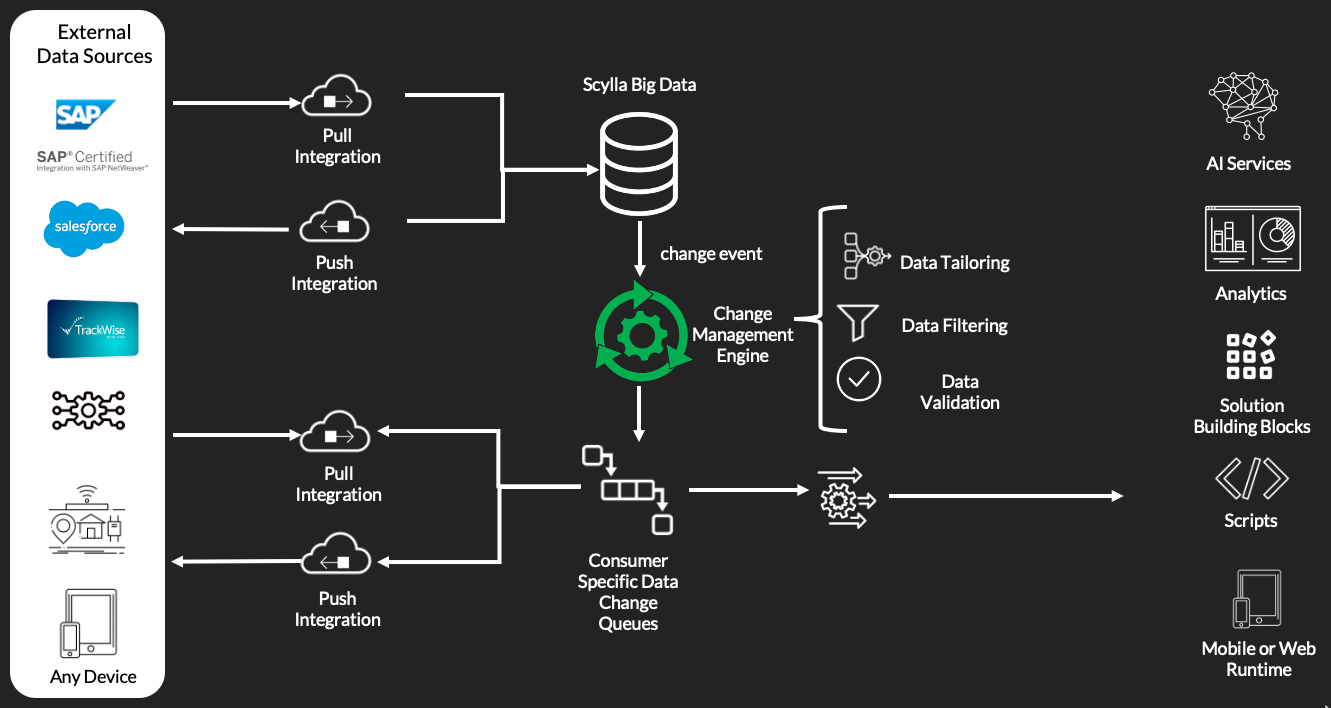 External
Data Sources
SAP
SAP® Certified
Integration with SAP NetWeaver®
salesforce
TrackWise
DIGITAL
Any Device
Pull
Integration
Push
Integration
Pull
Integration
Push
Integration
Scylla Big Data
change event
Change
Management
Engine
Data Tailoring
Data Filtering
Data
Validation
Consumer
Specific Data
Change
Queues
AI Services
Analytics
Solution
Building Blocks
Scripts
Mobile or Web
Runtime